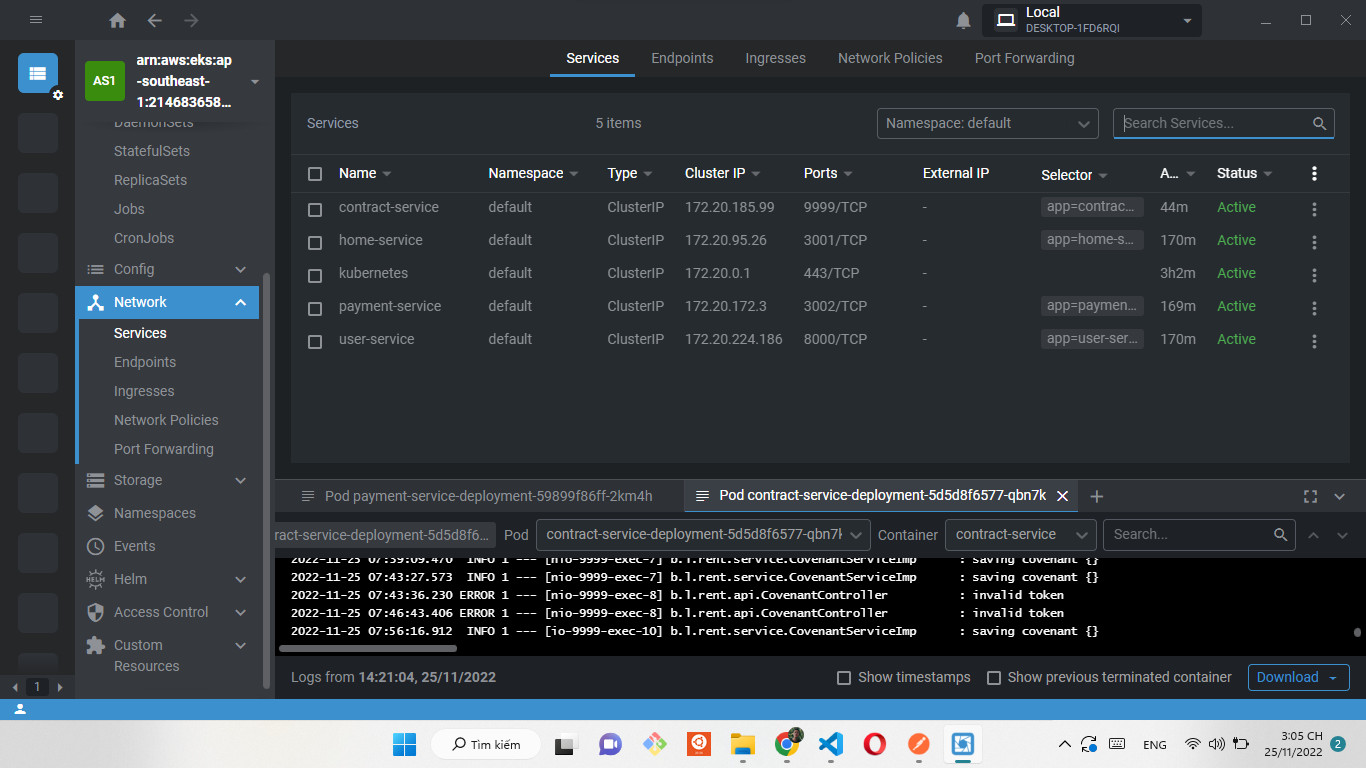 Local
DESKTOP-1FD6RQI
AS1
arn:aws:eks:ap
-southeast-
1:214683658...
Services Endpoints Ingresses Network Policies Port Forwarding
DaemonSets
StatefulSets
ReplicaSets
Jobs
CronJobs
Config
Network
Services
Endpoints
Ingresses
Network Policies
Port Forwarding
Storage
Namespaces
Events
HELM Helm
Access Control
Custom
Resources
1
Services 5 items Namespace: default Search Services...
Name Namespace Type Cluster IP Ports External IP Selector A... Status
contract-service default ClusterIP 172.20.185.99 9999/TCP - app=contrac... 44m Active
home-service default ClusterIP 172.20.95.26 3001/TCP - app=home-s... 170m Active
kubernetes default ClusterIP 172.20.0.1 443/TCP - 3h2m Active
payment-service default ClusterIP 172.20.172.3 3002/TCP - app=paymen... 169m Active
user-service default ClusterIP 172.20.224.186 8000/TCP - app=user-ser... 170m Active
Pod payment-service-deployment-59899f86ff-2km4h Pod contract-service-deployment-5d5d8f6577-qbn7k
ract-service-deployment-5d5d8f6... Pod contract-service-deployment-5d5d8f6577-qbn7k Container contract-service Search...
2022-11-25 07:39:09.470 INFO 1 --- [nio-9999-exec-7] b.l.rent.service.CovenantServiceImp : saving covenant {}
2022-11-25 07:43:27.573 INFO 1 --- [nio-9999-exec-7] b.l.rent.service.CovenantServiceImp : saving covenant {}
2022-11-25 07:43:36.230 ERROR 1 --- [nio-9999-exec-8] b.l.rent.api.CovenantController : invalid token
2022-11-25 07:46:43.406 ERROR 1 --- [nio-9999-exec-8] b.l.rent.api.CovenantController : invalid token
2022-11-25 07:56:16.912 INFO 1 --- [io-9999-exec-10] b.l.rent.service.CovenantServiceImp : saving covenant {}
Logs from 14:21:04, 25/11/2022 Show timestamps Show previous terminated container Download
Tìm kiếm
ENG
3:05 CH
25/11/2022
2